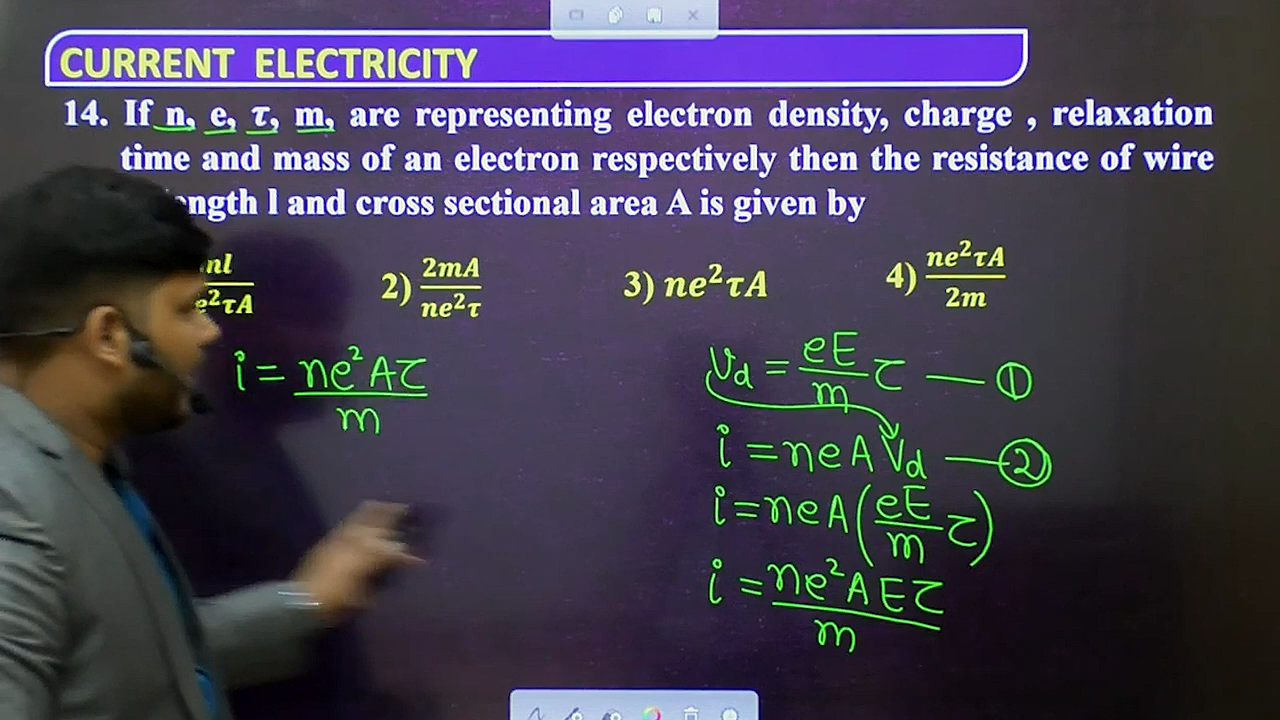 CURRENT ELECTRICITY
14. If n, e, τ, m, are representing electron density, charge , relaxation
time and mass of an electron respectively then the resistance of wire
l and cross sectional area A is given by
2) 2mA / ne²τ
3) ne²τA
4) ne²τA / 2m
i = ne²Aτ / m
Vd = eE/m τ — ①
i = neAVd — ②
i = neA(eE/m τ)
i = ne²AEτ / m